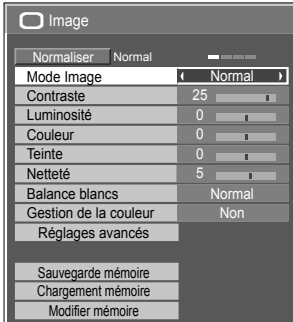 Image
Normaliser Normal
Mode Image Normal
Contraste 25
Luminosité 0
Couleur 0
Teinte 0
Netteté 5
Balance blancs Normal
Gestion de la couleur Non
Réglages avancés
Sauvegarde mémoire
Chargement mémoire
Modifier mémoire